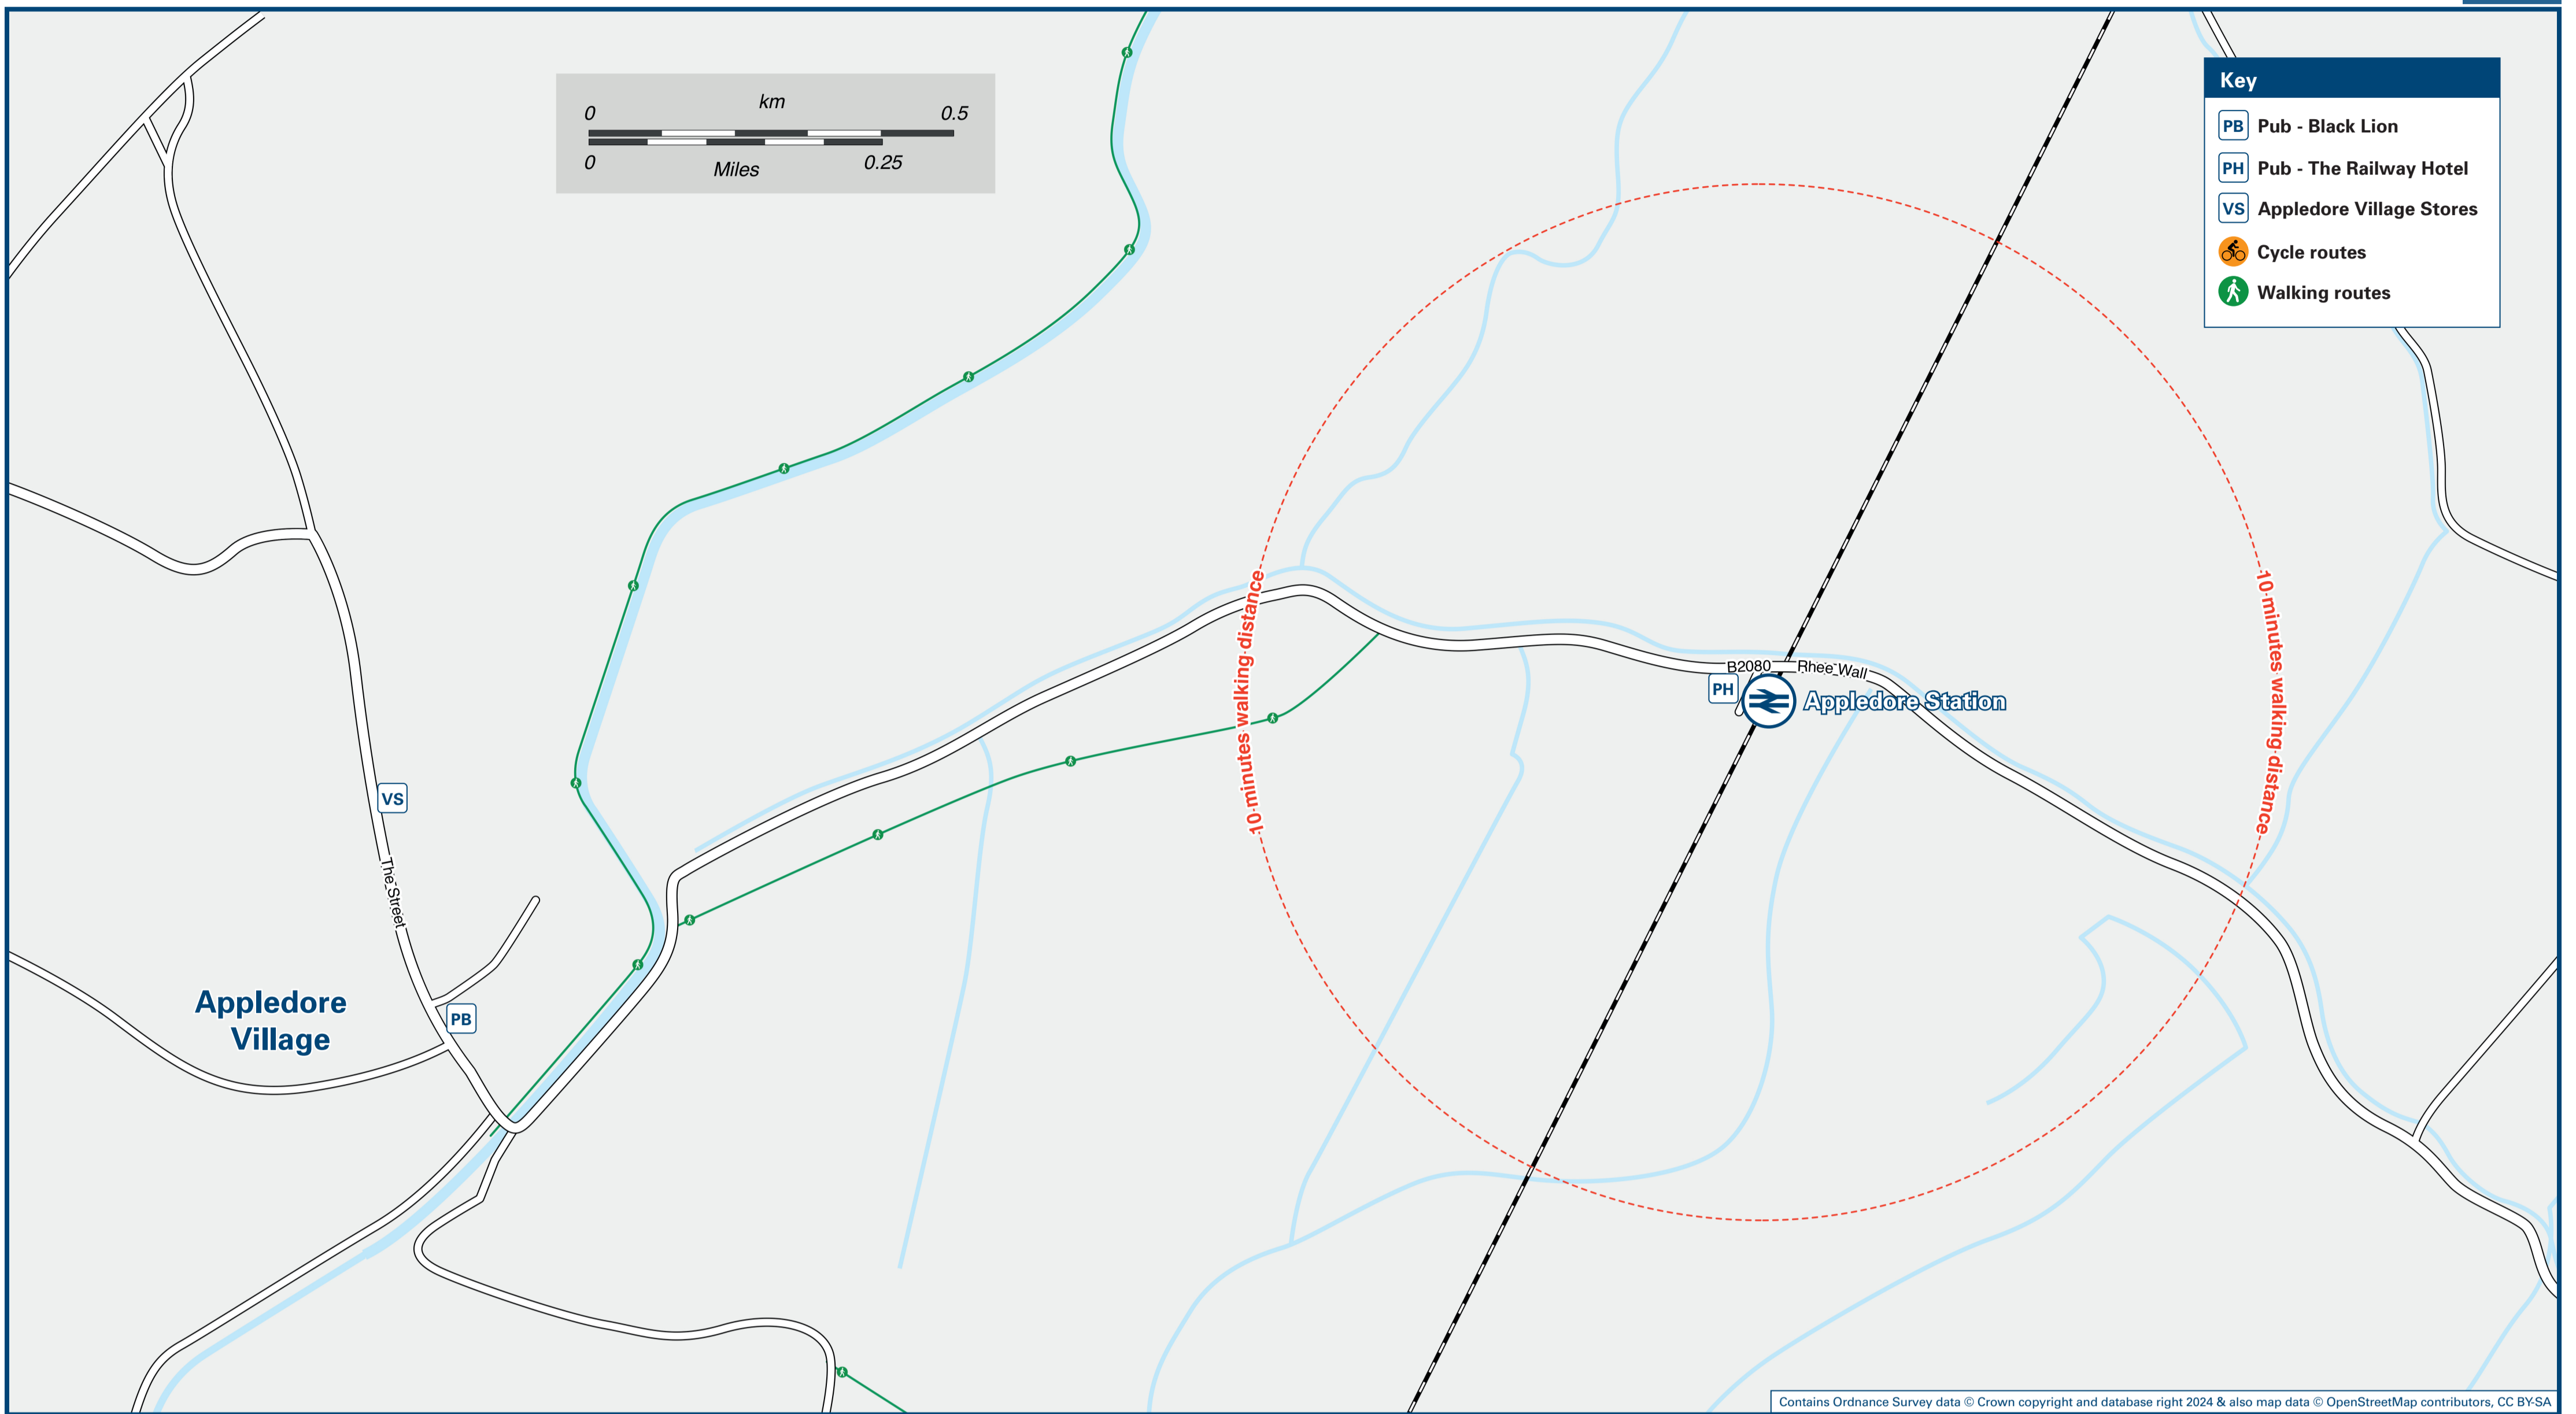 km
0 0.5
0 0.25
Miles
Key
PB Pub - Black Lion
PH Pub - The Railway Hotel
VS Appledore Village Stores
Cycle routes
Walking routes
10 minutes walking distance
10 minutes walking distance
B2080 Rhee Wall
PH
Appledore Station
VS
The Street
PB
Appledore
Village
Contains Ordnance Survey data © Crown copyright and database right 2024 & also map data © OpenStreetMap contributors, CC BY-SA